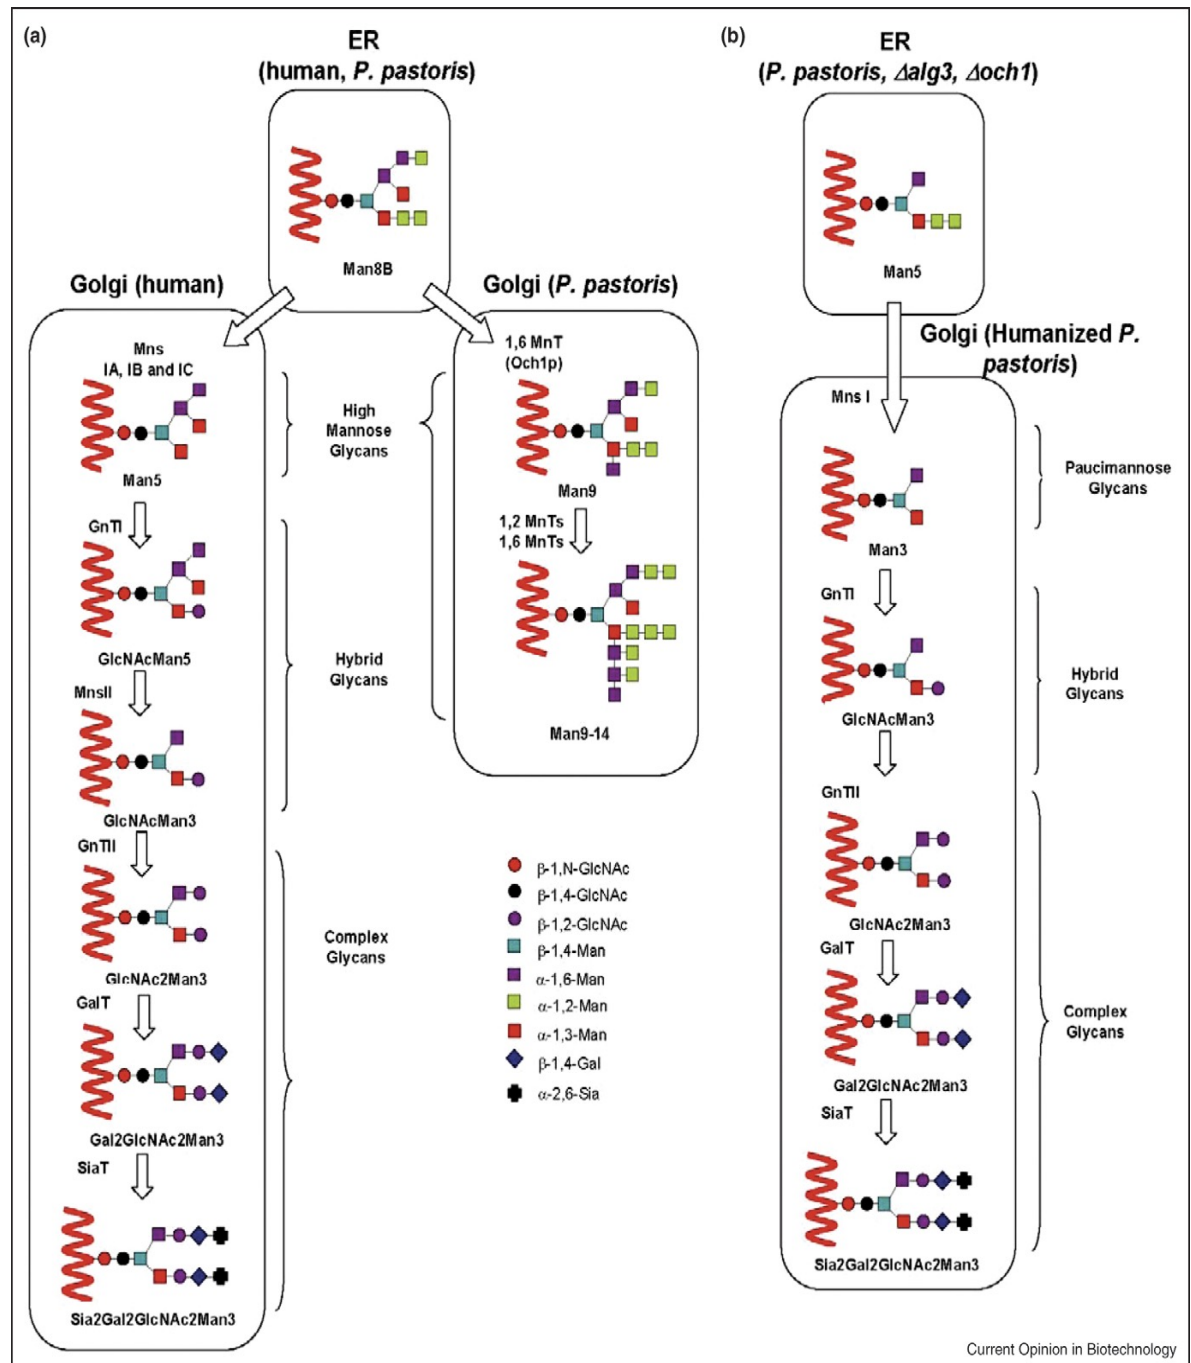 (a)
ER
(human, P. pastoris)
Man8B
Golgi (human)
Golgi (P. pastoris)
Mns
IA, IB and IC
Man5
High
Mannose
Glycans
GnTI
GlcNAcMan5
MnsII
Hybrid
Glycans
GlcNAcMan3
GnTII
GlcNAc2Man3
GalT
Complex
Glycans
Gal2GlcNAc2Man3
SiaT
Sia2Gal2GlcNAc2Man3
1,6 MnT
(Och1p)
Man9
1,2 MnTs
1,6 MnTs
Man9-14
β-1,N-GlcNAc
β-1,4-GlcNAc
β-1,2-GlcNAc
β-1,4-Man
α-1,6-Man
α-1,2-Man
α-1,3-Man
β-1,4-Gal
α-2,6-Sia
(b)
ER
(P. pastoris, Δalg3, Δoch1)
Man5
Golgi (Humanized P.
pastoris)
Mns I
Man3
Paucimannose
Glycans
GnTI
GlcNAcMan3
Hybrid
Glycans
GnTII
GlcNAc2Man3
GalT
Gal2GlcNAc2Man3
Complex
Glycans
SiaT
Sia2Gal2GlcNAc2Man3
Current Opinion in Biotechnology